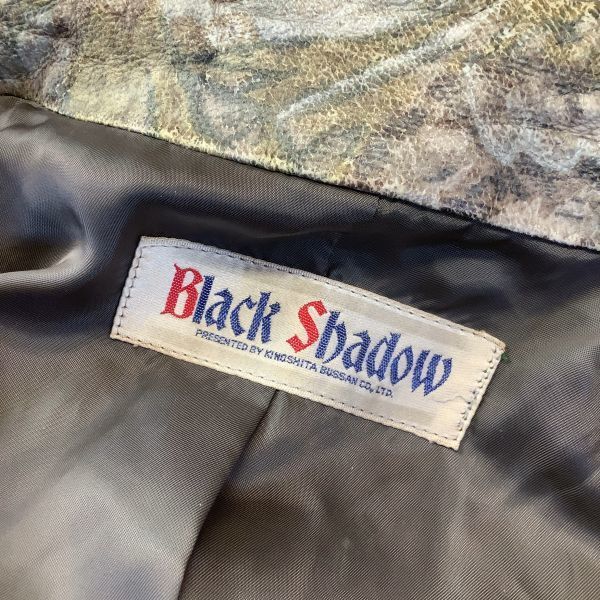 Black Shadow
PRESENTED BY KINOSHITA BUSSAN CO., LTD.